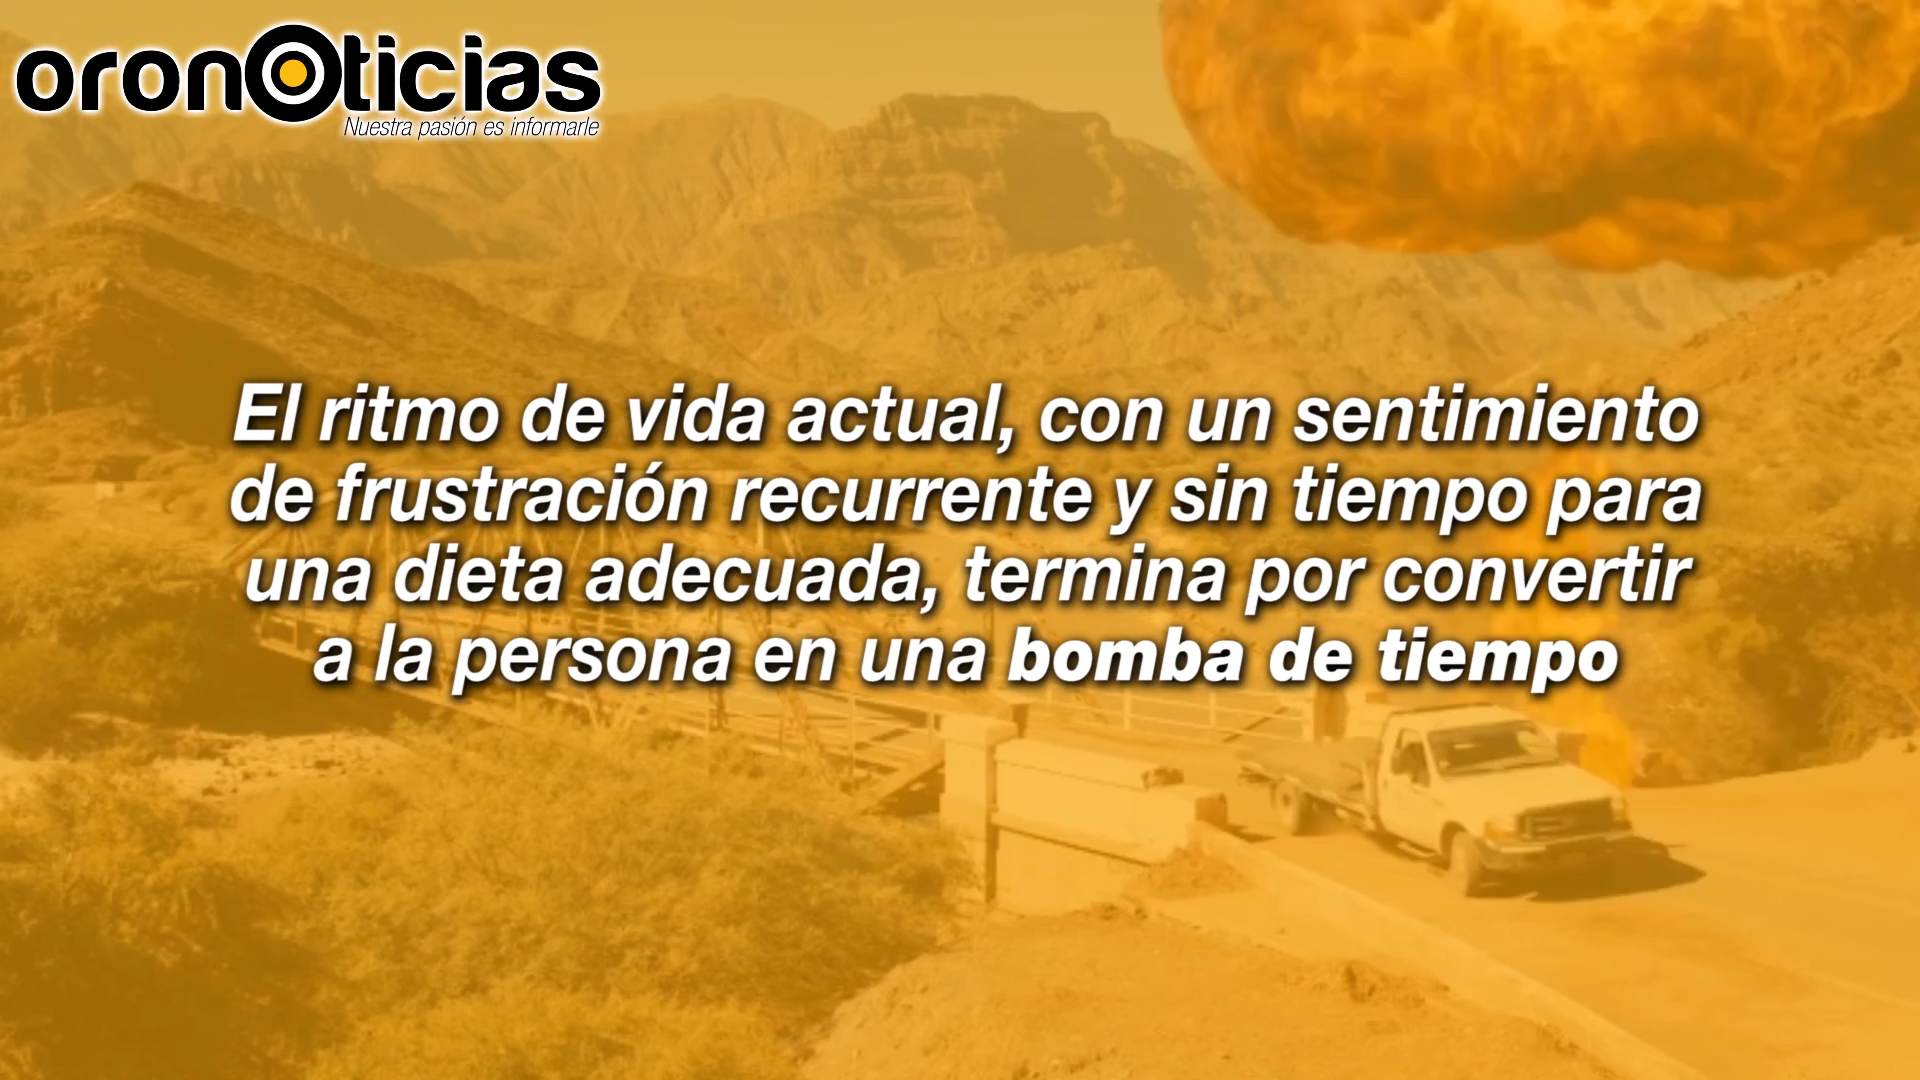 oronoticias
Nuestra pasión es informarle
El ritmo de vida actual, con un sentimiento
de frustración recurrente y sin tiempo para
una dieta adecuada, termina por convertir
a la persona en una bomba de tiempo